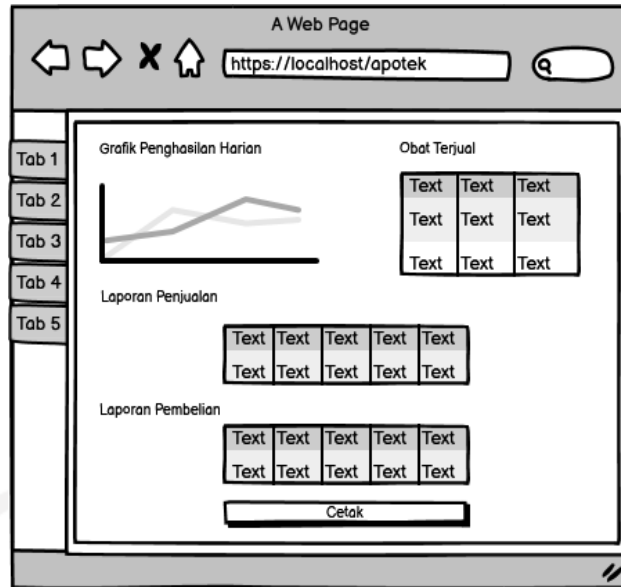 A Web Page
https://localhost/apotek
Tab 1
Tab 2
Tab 3
Tab 4
Tab 5
Grafik Penghasilan Harian
Obat Terjual
Text Text Text
Text Text Text
Text Text Text
Laporan Penjualan
Text Text Text Text Text
Text Text Text Text Text
Laporan Pembelian
Text Text Text Text Text
Text Text Text Text Text
Cetak